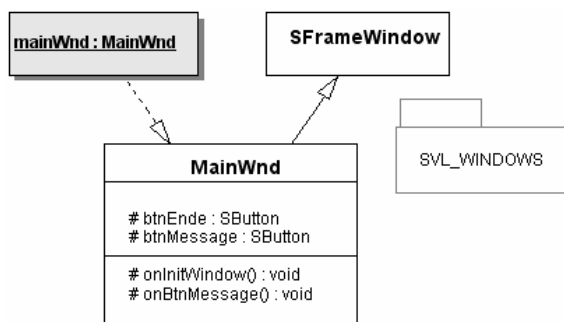 mainWnd : MainWnd
SFrameWindow
SVL_WINDOWS
MainWnd
# btnEnde : SButton
# btnMessage : SButton
# onInitWindow() : void
# onBtnMessage() : void